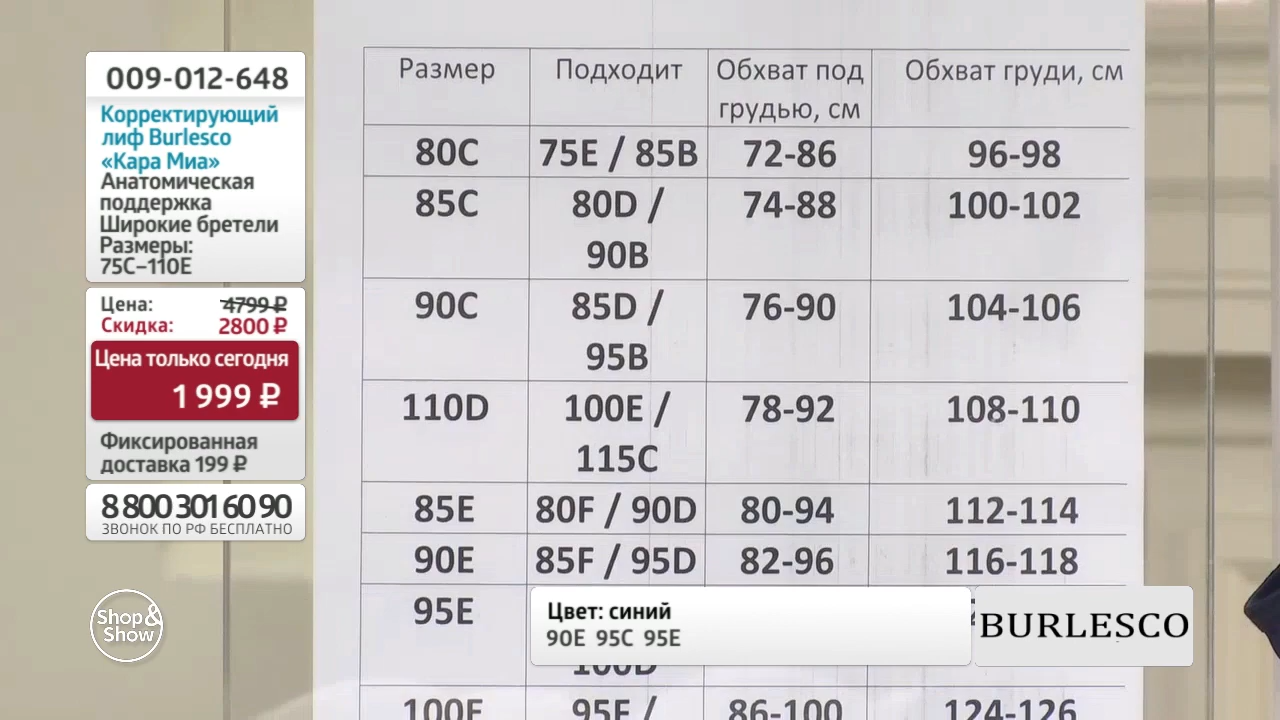 009-012-648
Корректирующий
лиф Burlesco
«Кара Миа»
Анатомическая
поддержка
Широкие бретели
Размеры:
75C–110E
Цена: 4799 ₽
Скидка: 2800 ₽
Цена только сегодня
1 999 ₽
Фиксированная
доставка 199 ₽
8 800 301 60 90
ЗВОНОК ПО РФ БЕСПЛАТНО
Shop&
Show
Размер Подходит Обхват под Обхват груди, см
грудью, см
80C 75E / 85B 72-86 96-98
85C 80D / 74-88 100-102
90B
90C 85D / 76-90 104-106
95B
110D 100E / 78-92 108-110
115C
85E 80F / 90D 80-94 112-114
90E 85F / 95D 82-96 116-118
95E
100D
95F / 86-100 124-126
Цвет: синий
90E 95C 95E
BURLESCO